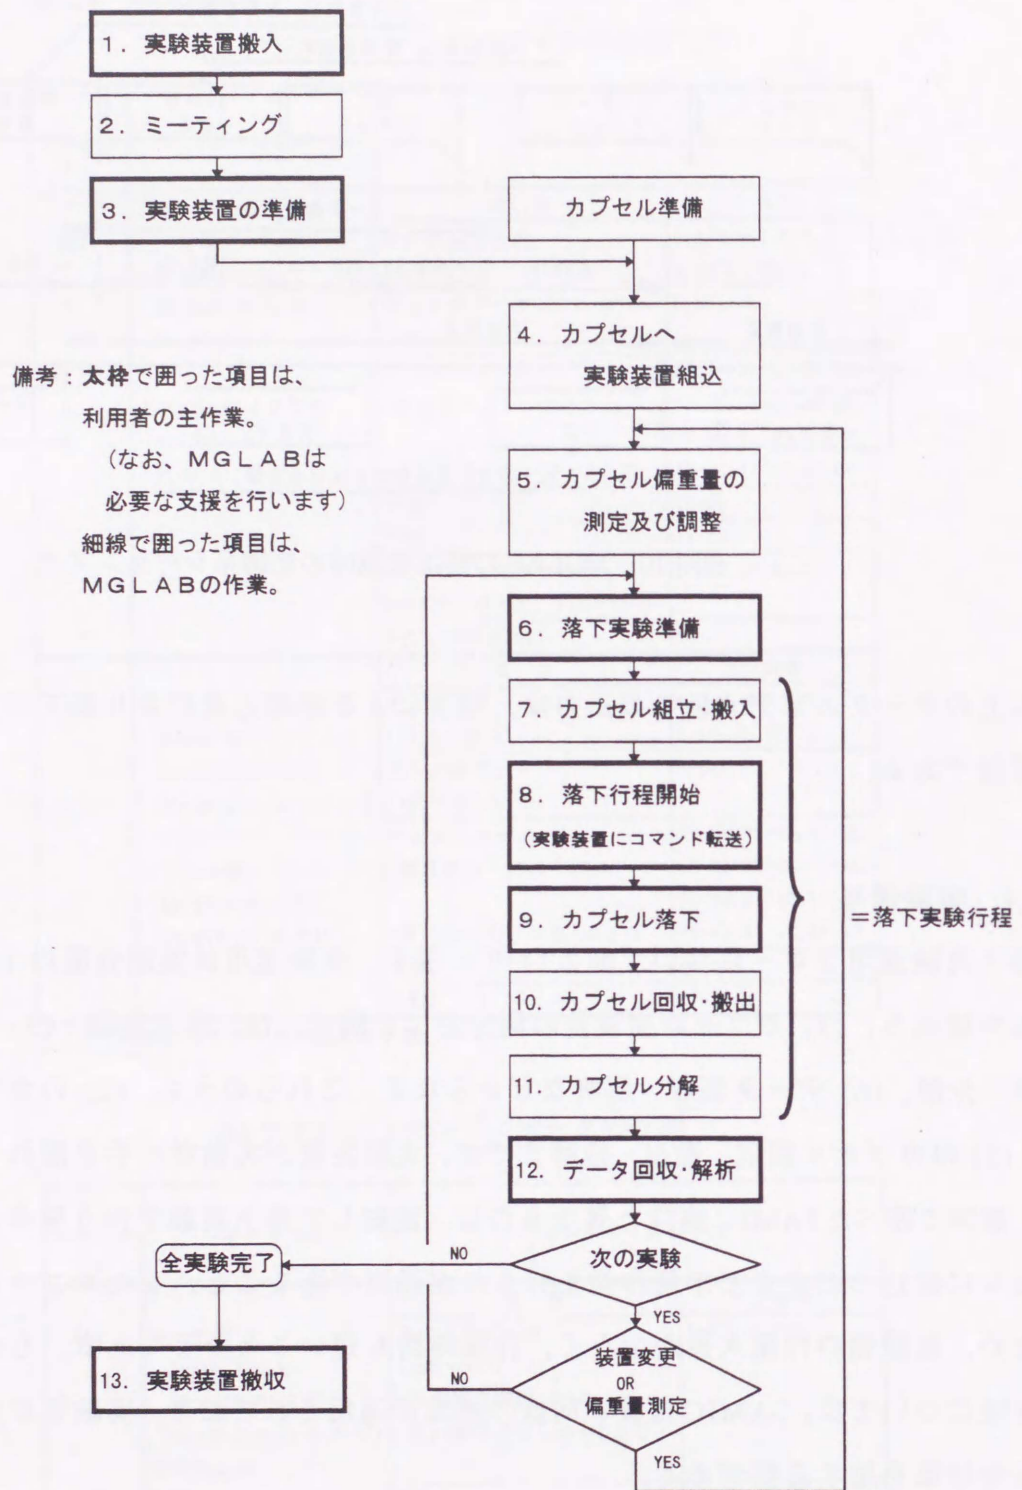 1. 実験装置搬入
2. ミーティング
3. 実験装置の準備
カプセル準備
4. カプセルへ
実験装置組込
備考：太枠で囲った項目は、
利用者の主作業。
（なお、MGLABは
必要な支援を行います）
細線で囲った項目は、
MGLABの作業。
5. カプセル偏重量の
測定及び調整
6. 落下実験準備
7. カプセル組立・搬入
8. 落下行程開始
（実験装置にコマンド転送）
9. カプセル落下
＝落下実験行程
10. カプセル回収・搬出
11. カプセル分解
12. データ回収・解析
次の実験
NO
全実験完了
YES
装置変更
OR
偏重量測定
NO
13. 実験装置撤収
YES